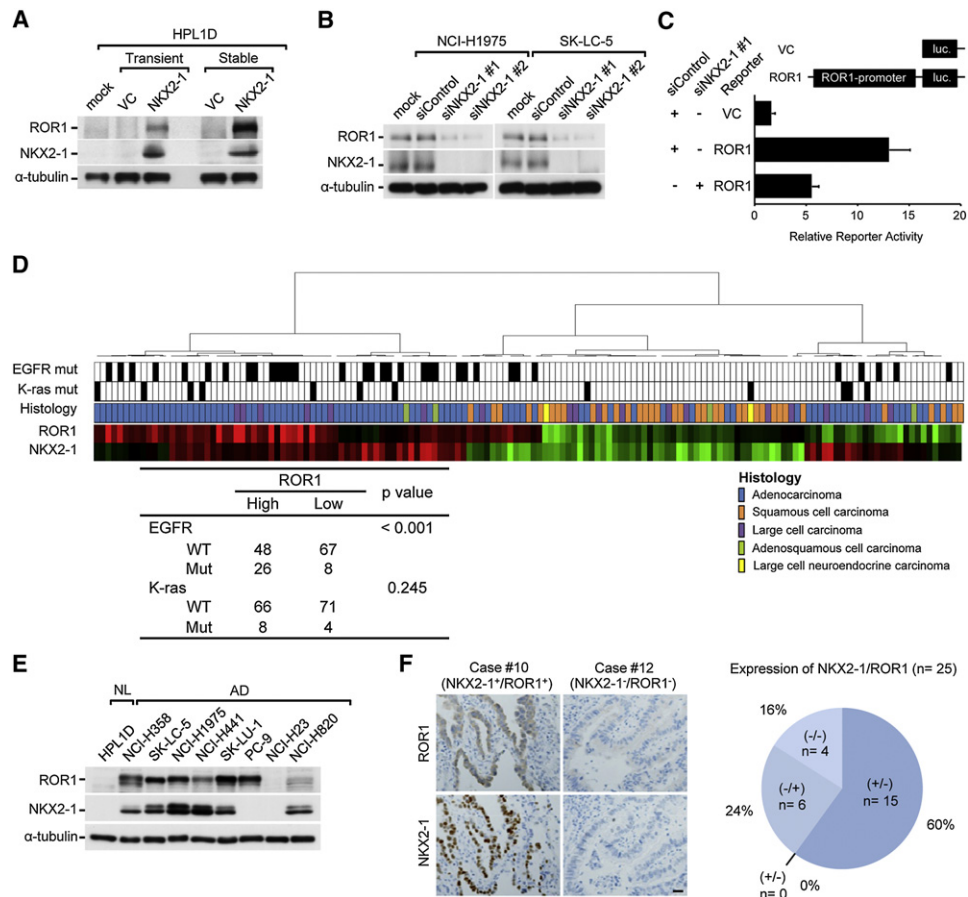 A
HPL1D
Transient
Stable
mock
VC
NKX2-1
VC
NKX2-1
ROR1
NKX2-1
α-tubulin
B
NCI-H1975
SK-LC-5
mock
siControl
siNKX2-1 #1
siNKX2-1 #2
mock
siControl
siNKX2-1 #1
siNKX2-1 #2
ROR1
NKX2-1
α-tubulin
C
siControl
siNKX2-1 #1
Reporter
VC
luc.
ROR1
ROR1-promoter
luc.
+ - VC
+ - ROR1
- + ROR1
0 5 10 15 20
Relative Reporter Activity
D
EGFR mut
K-ras mut
Histology
ROR1
NKX2-1
ROR1
p value
High Low
EGFR < 0.001
WT 48 67
Mut 26 8
K-ras 0.245
WT 66 71
Mut 8 4
Histology
Adenocarcinoma
Squamous cell carcinoma
Large cell carcinoma
Adenosquamous cell carcinoma
Large cell neuroendocrine carcinoma
E
NL
AD
HPL1D
NCI-H358
SK-LC-5
NCI-H1975
NCI-H441
SK-LU-1
PC-9
NCI-H23
NCI-H820
ROR1
NKX2-1
α-tubulin
F
Case #10
(NKX2-1+/ROR1+)
Case #12
(NKX2-1-/ROR1-)
ROR1
NKX2-1
Expression of NKX2-1/ROR1 (n= 25)
16%
(-/-)
n= 4
(-/+)
n= 6
24%
(+/-)
n= 15
60%
(+/-)
n= 0
0%